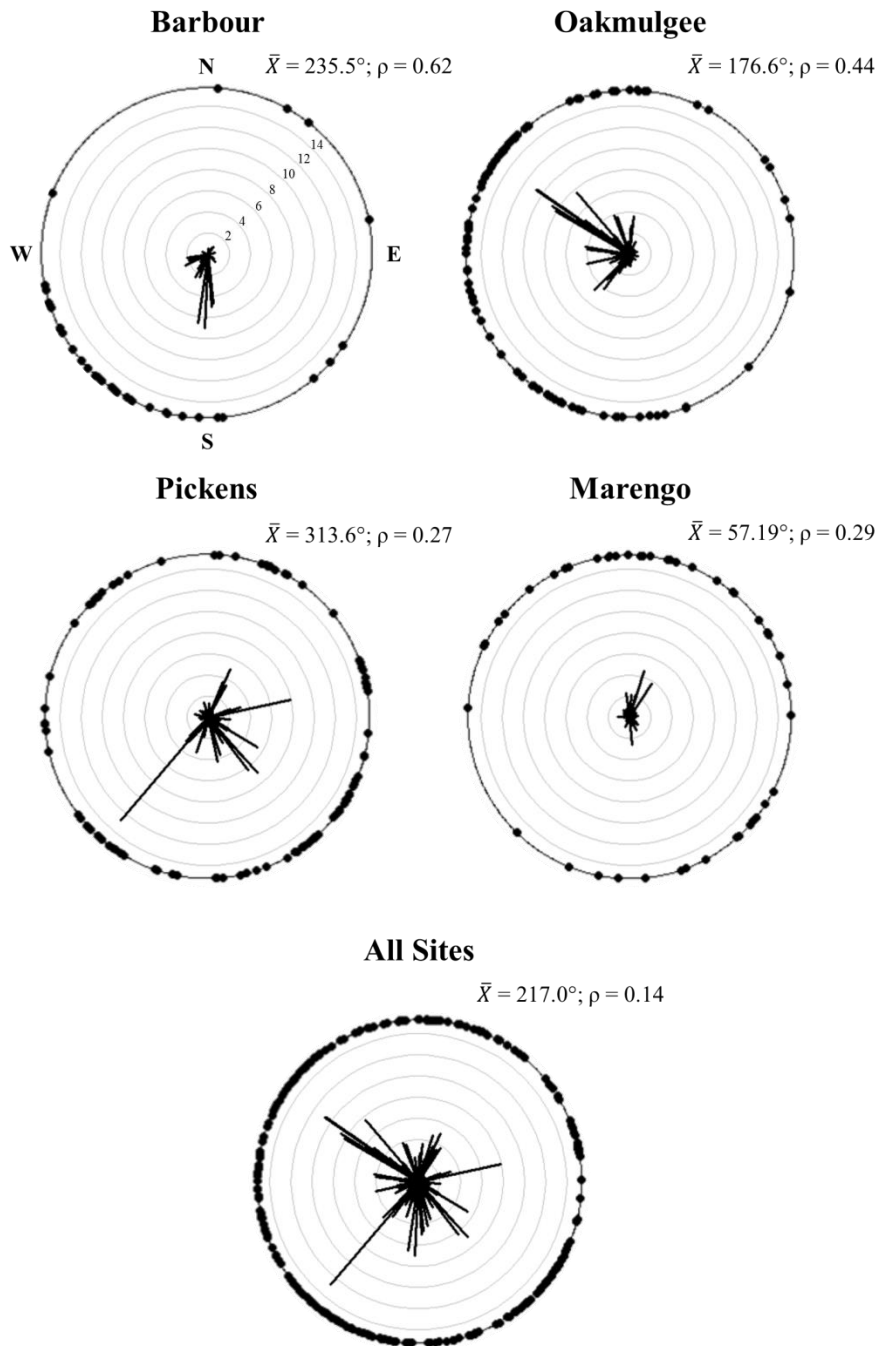 Barbour
X̄ = 235.5°; ρ = 0.62
N
14
12
10
8
6
4
2
W
E
S
Oakmulgee
X̄ = 176.6°; ρ = 0.44
Pickens
X̄ = 313.6°; ρ = 0.27
Marengo
X̄ = 57.19°; ρ = 0.29
All Sites
X̄ = 217.0°; ρ = 0.14